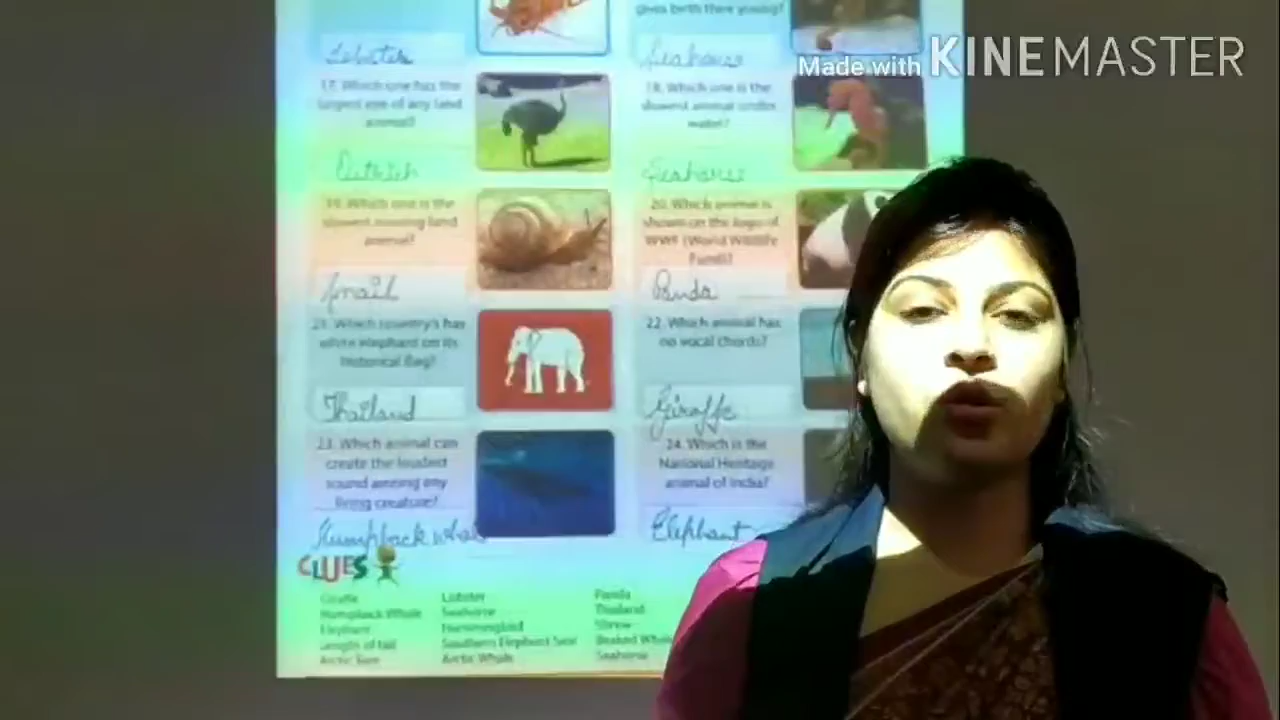 gives birth there young?
Lobster
Seahorse
Made with KINEMASTER
17. Which one has the
largest eye of any land
animal?
Ostrich
18. Which one is the
slowest animal under
water?
Seahorse
19. Which one is the
slowest moving land
animal?
Snail
20. Which animal is
shown on the logo of
WWF (World Wildlife
Fund)?
Panda
21. Which country's has
white elephant on its
historical flag?
Thailand
22. Which animal has
no vocal chords?
Giraffe
23. Which animal can
create the loudest
sound among any
living creature?
Humpback whale
24. Which is the
National Heritage
animal of India?
Elephant
CLUES
Giraffe
Humpback Whale
Elephant
Length of tail
Lobster
Seahorse
Hummingbird
Southern Elephant Seal
Arctic Whale
Panda
Thailand
Shrew
Beaked Whale
Seahorse